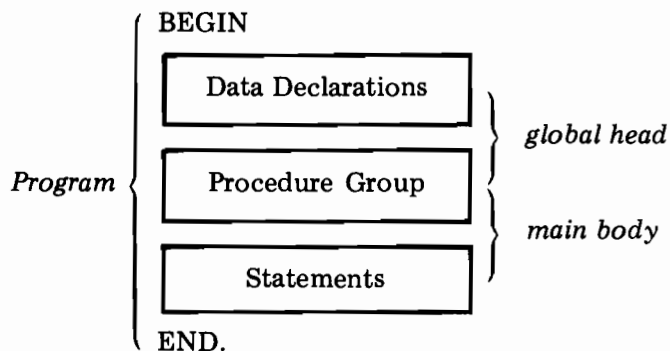 BEGIN
Data Declarations
global head
Program
Procedure Group
main body
Statements
END.